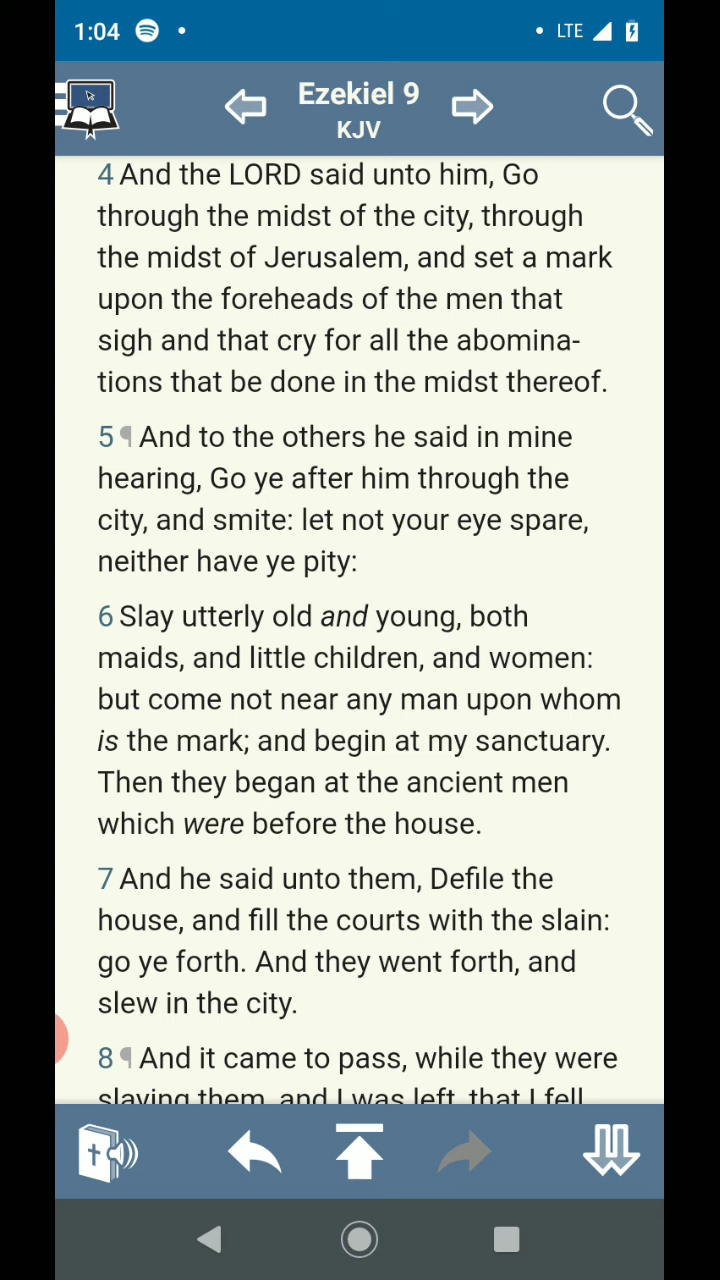 1:04 LTE
Ezekiel 9
KJV
4 And the LORD said unto him, Go
through the midst of the city, through
the midst of Jerusalem, and set a mark
upon the foreheads of the men that
sigh and that cry for all the abomina-
tions that be done in the midst thereof.
5 ¶ And to the others he said in mine
hearing, Go ye after him through the
city, and smite: let not your eye spare,
neither have ye pity:
6 Slay utterly old and young, both
maids, and little children, and women:
but come not near any man upon whom
is the mark; and begin at my sanctuary.
Then they began at the ancient men
which were before the house.
7 And he said unto them, Defile the
house, and fill the courts with the slain:
go ye forth. And they went forth, and
slew in the city.
8 ¶ And it came to pass, while they were
slaying them, and I was left, that I fell